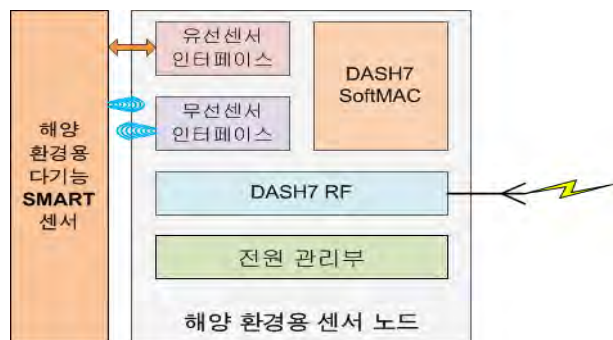 해양
환경용
다기능
SMART
센서
유선센서
인터페이스
무선센서
인터페이스
DASH7
SoftMAC
DASH7 RF
전원 관리부
해양 환경용 센서 노드